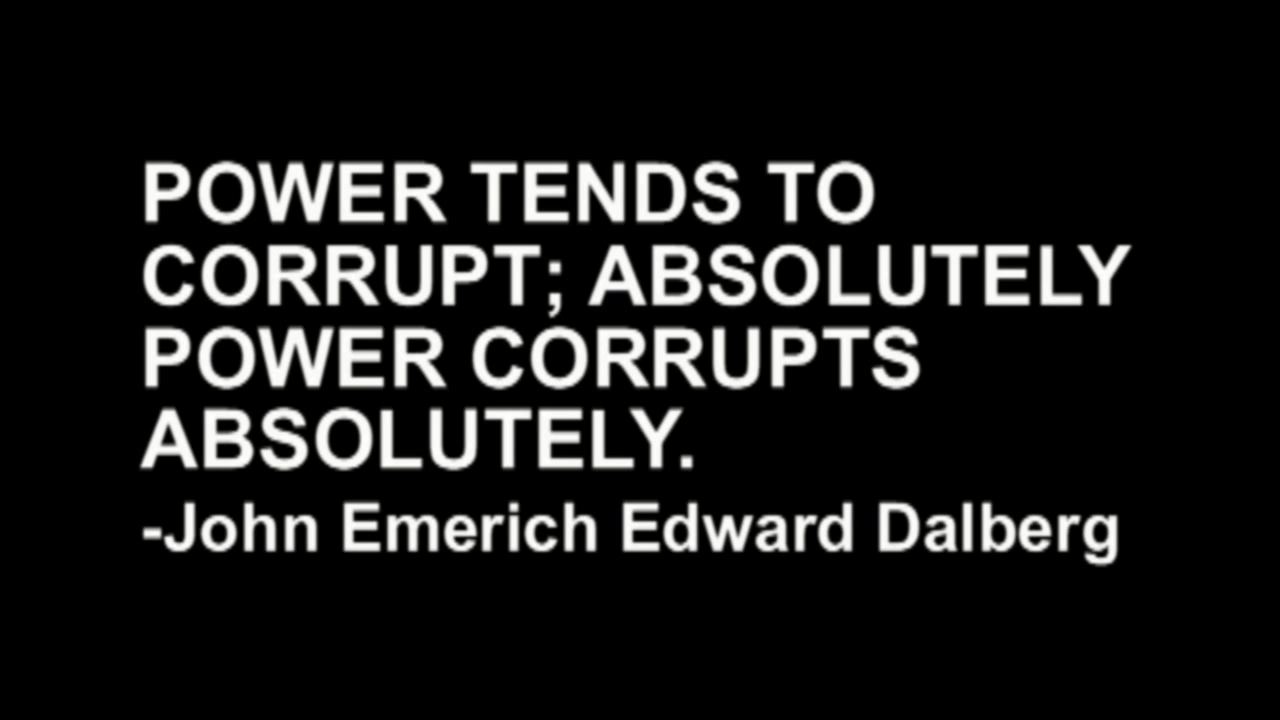 POWER TENDS TO
CORRUPT; ABSOLUTELY
POWER CORRUPTS
ABSOLUTELY.
-John Emerich Edward Dalberg